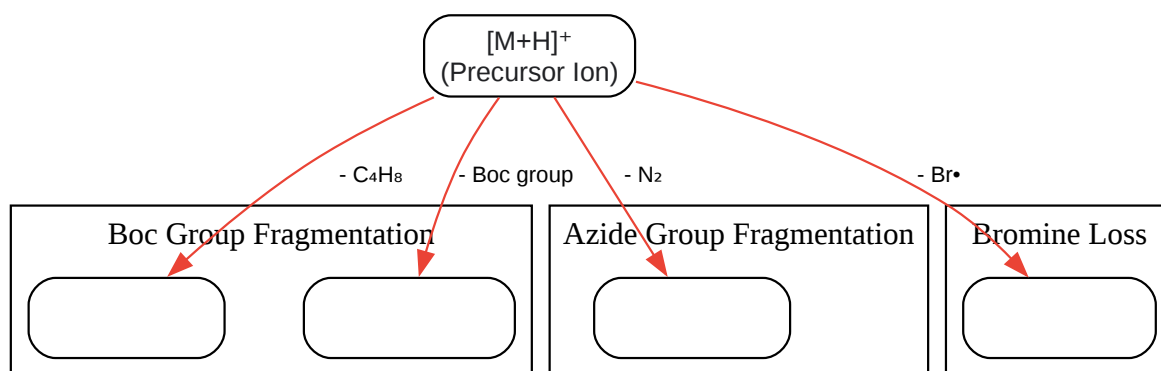 [M+H]⁺
(Precursor Ion)
- C₄H₈
- Boc group
- N₂
- Br•
Boc Group Fragmentation
Azide Group Fragmentation
Bromine Loss